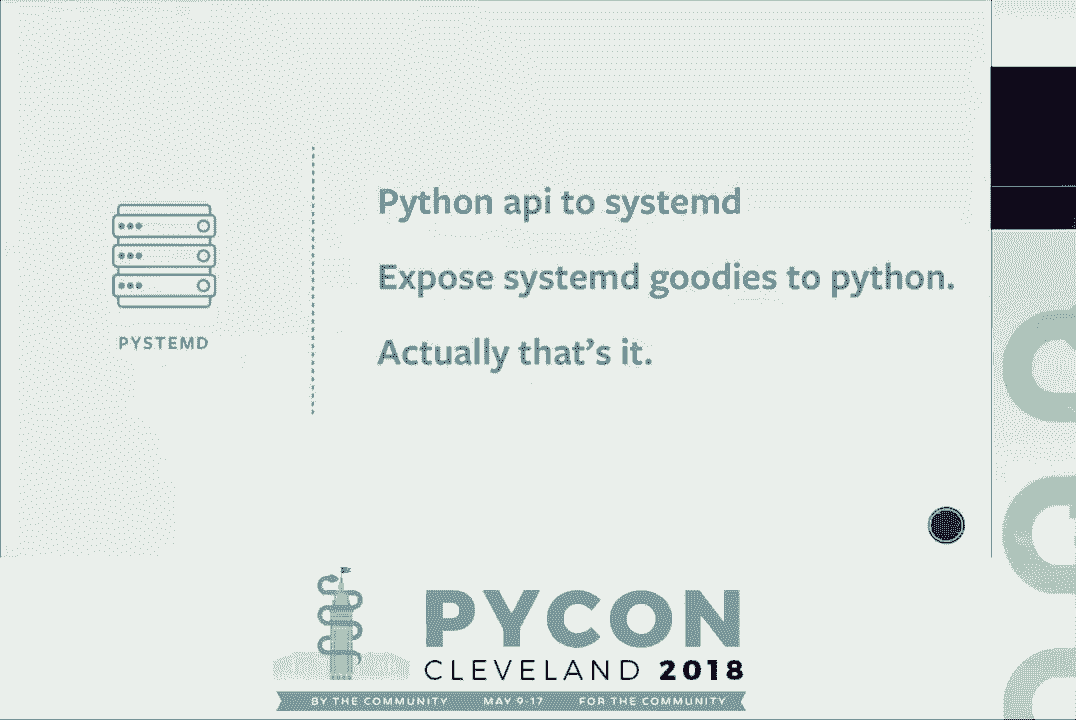 Python api to systemd
Expose systemd goodies to python.
Actually that's it.
PYSTEMD
PYCON
CLEVELAND 2018
BY THE COMMUNITY MAY 9-17 FOR THE COMMUNITY